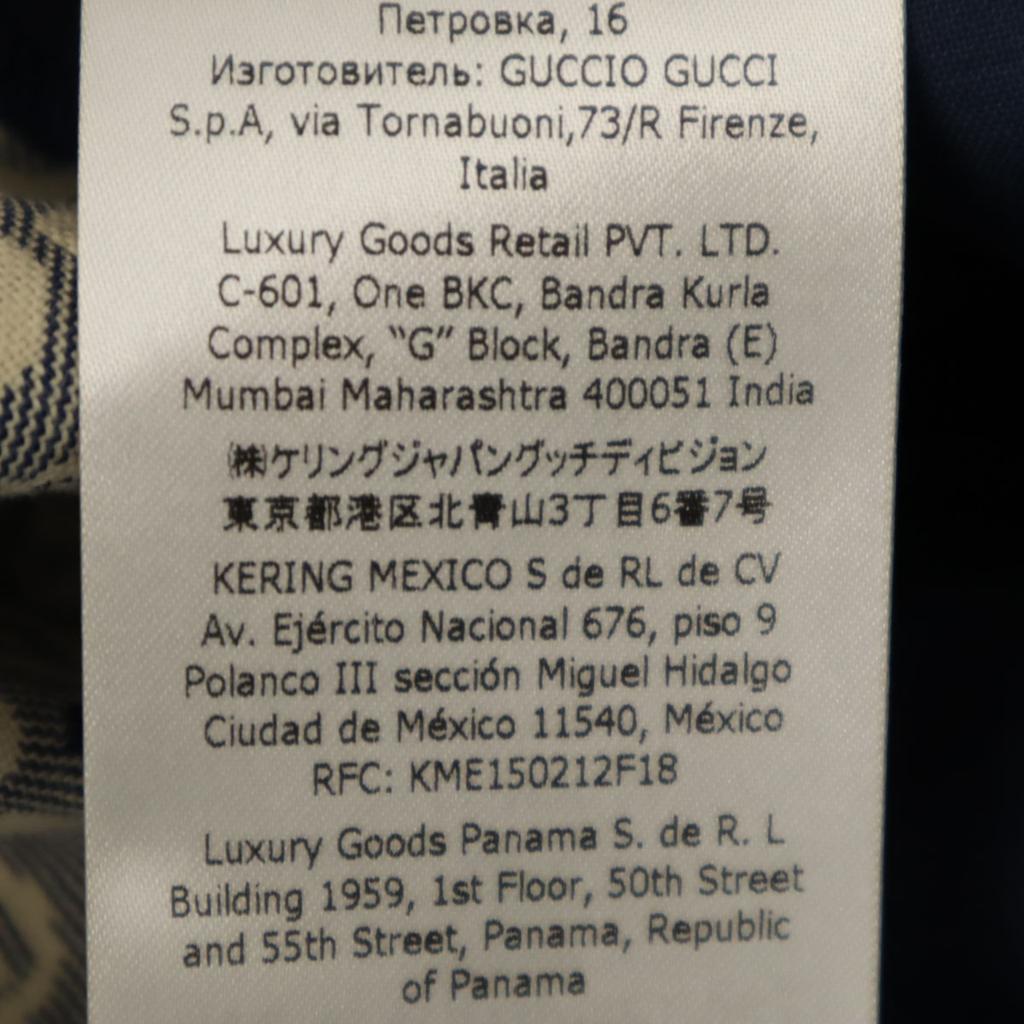 Петровка, 16
Изготовитель: GUCCIO GUCCI
S.p.A, via Tornabuoni,73/R Firenze,
Italia
Luxury Goods Retail PVT. LTD.
C-601, One BKC, Bandra Kurla
Complex, “G” Block, Bandra (E)
Mumbai Maharashtra 400051 India
㈱ケリングジャパングッチディビジョン
東京都港区北青山3丁目6番7号
KERING MEXICO S de RL de CV
Av. Ejército Nacional 676, piso 9
Polanco III sección Miguel Hidalgo
Ciudad de México 11540, México
RFC: KME150212F18
Luxury Goods Panama S. de R. L
Building 1959, 1st Floor, 50th Street
and 55th Street, Panama, Republic
of Panama